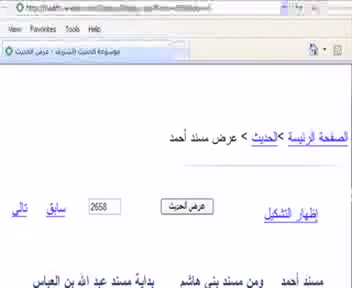 View Favorites Tools Help
موسوعة الحديث الشريف - عرض الحديث
الصفحة الرئيسة > الحديث > عرض مسند أحمد
إظهار التشكيل عرض الحديث 2658 سابق تالي
مسند أحمد ومن مسند بني هاشم بداية مسند عبد الله بن العباس